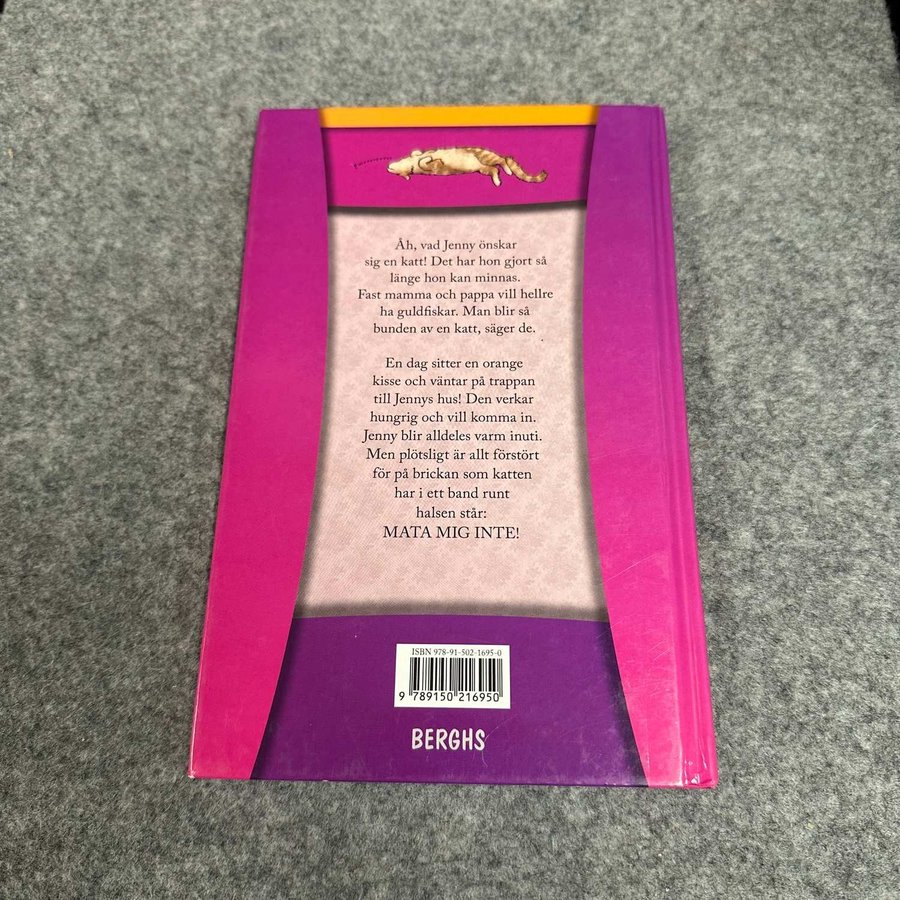 Åh, vad Jenny önskar
sig en katt! Det har hon gjort så
länge hon kan minnas.
Fast mamma och pappa vill hellre
ha guldfiskar. Man blir så
bunden av en katt, säger de.
En dag sitter en orange
kisse och väntar på trappan
till Jennys hus! Den verkar
hungrig och vill komma in.
Jenny blir alldeles varm inuti.
Men plötsligt är allt förstört
för på brickan som katten
har i ett band runt
halsen står:
MATA MIG INTE!
ISBN 978-91-502-1695-0
9 789150 216950
BERGHS